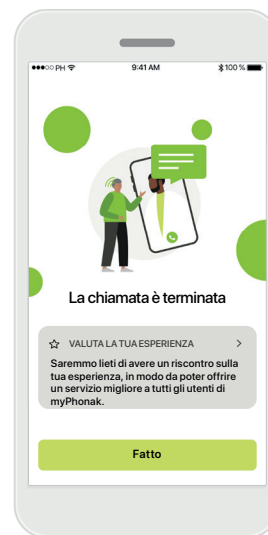 PH 9:41 AM 100 %
La chiamata è terminata
VALUTA LA TUA ESPERIENZA
Saremmo lieti di avere un riscontro sulla
tua esperienza, in modo da poter offrire
un servizio migliore a tutti gli utenti di
myPhonak.
Fatto